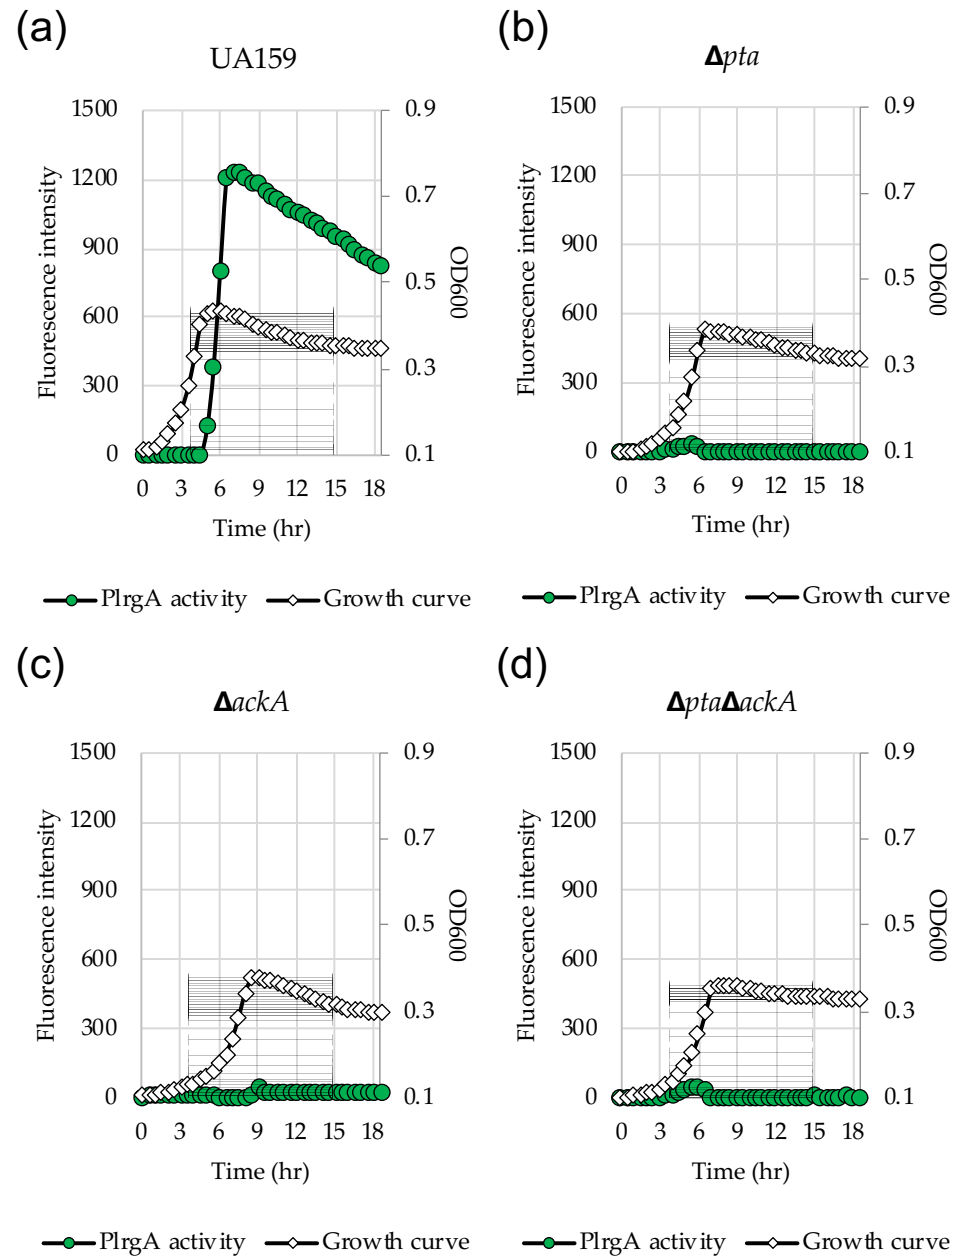 (a)
UA159
1500
1200
900
600
300
0
0.9
0.7
0.5
0.3
0.1
Fluorescence intensity
OD600
0 3 6 9 12 15 18
Time (hr)
PlrgA activity Growth curve
(b)
Δpta
1500
1200
900
600
300
0
0.9
0.7
0.5
0.3
0.1
Fluorescence intensity
OD600
0 3 6 9 12 15 18
Time (hr)
PlrgA activity Growth curve
(c)
ΔackA
1500
1200
900
600
300
0
0.9
0.7
0.5
0.3
0.1
Fluorescence intensity
OD600
0 3 6 9 12 15 18
Time (hr)
PlrgA activity Growth curve
(d)
ΔptaΔackA
1500
1200
900
600
300
0
0.9
0.7
0.5
0.3
0.1
Fluorescence intensity
OD600
0 3 6 9 12 15 18
Time (hr)
PlrgA activity Growth curve